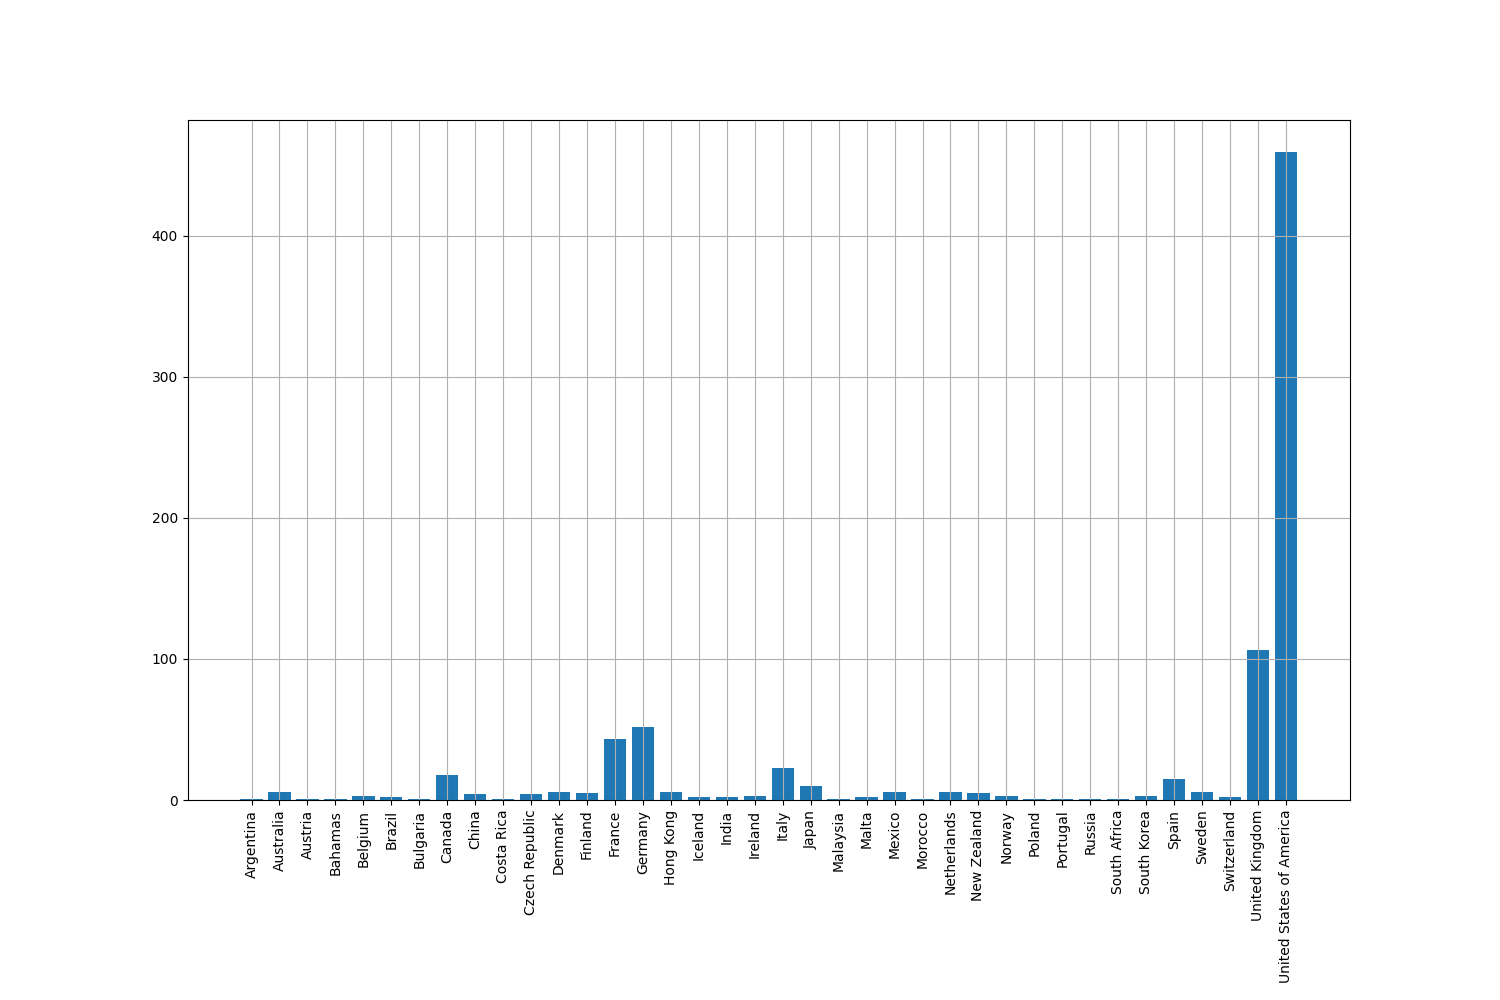 400
300
200
100
0
Argentina
Australia
Austria
Bahamas
Belgium
Brazil
Bulgaria
Canada
China
Costa Rica
Czech Republic
Denmark
Finland
France
Germany
Hong Kong
Iceland
India
Ireland
Italy
Japan
Malaysia
Malta
Mexico
Morocco
Netherlands
New Zealand
Norway
Poland
Portugal
Russia
South Africa
South Korea
Spain
Sweden
Switzerland
United Kingdom
United States of America